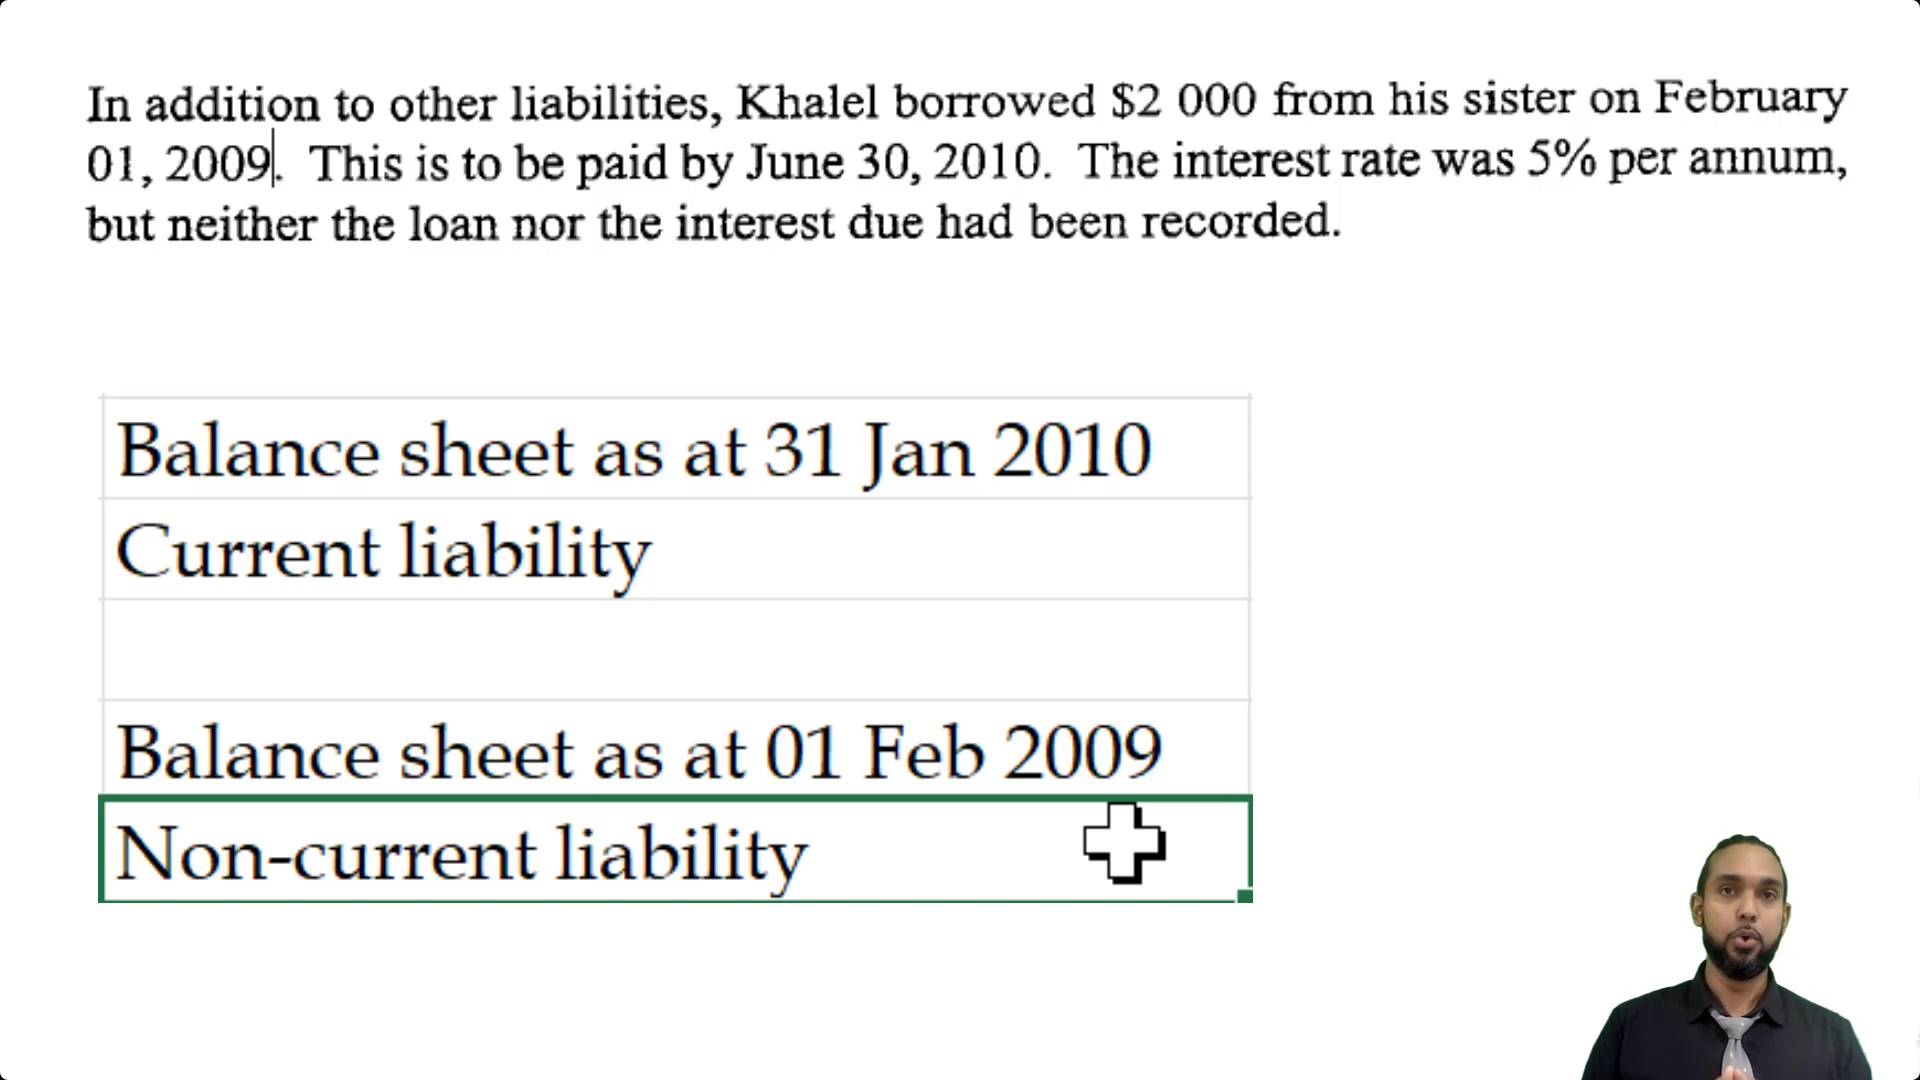 In addition to other liabilities, Khalel borrowed $2 000 from his sister on February
01, 2009. This is to be paid by June 30, 2010. The interest rate was 5% per annum,
but neither the loan nor the interest due had been recorded.
Balance sheet as at 31 Jan 2010
Current liability
Balance sheet as at 01 Feb 2009
Non-current liability